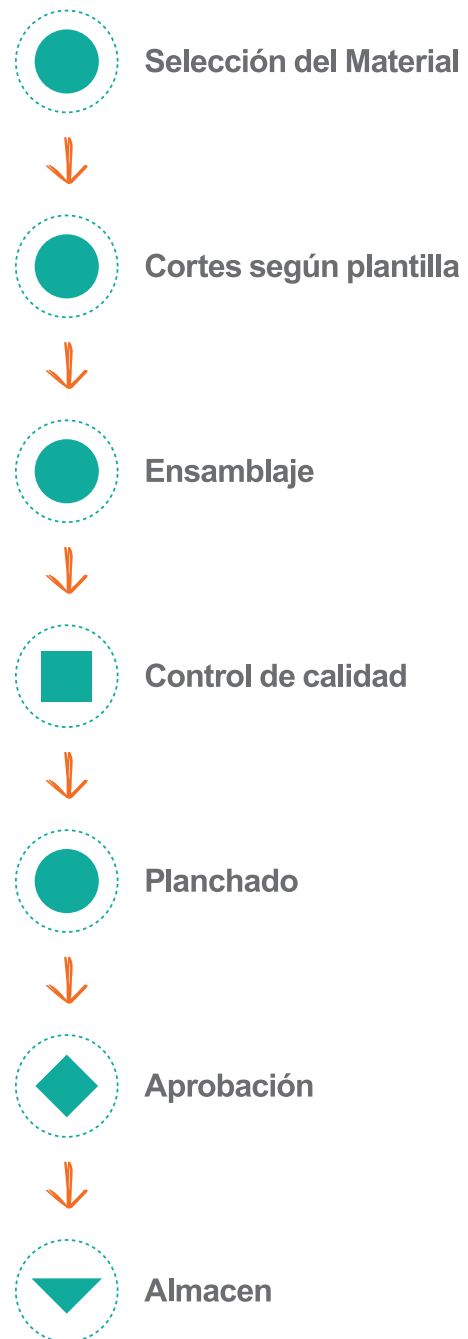 Selección del Material
Cortes según plantilla
Ensamblaje
Control de calidad
Planchado
Aprobación
Almacen